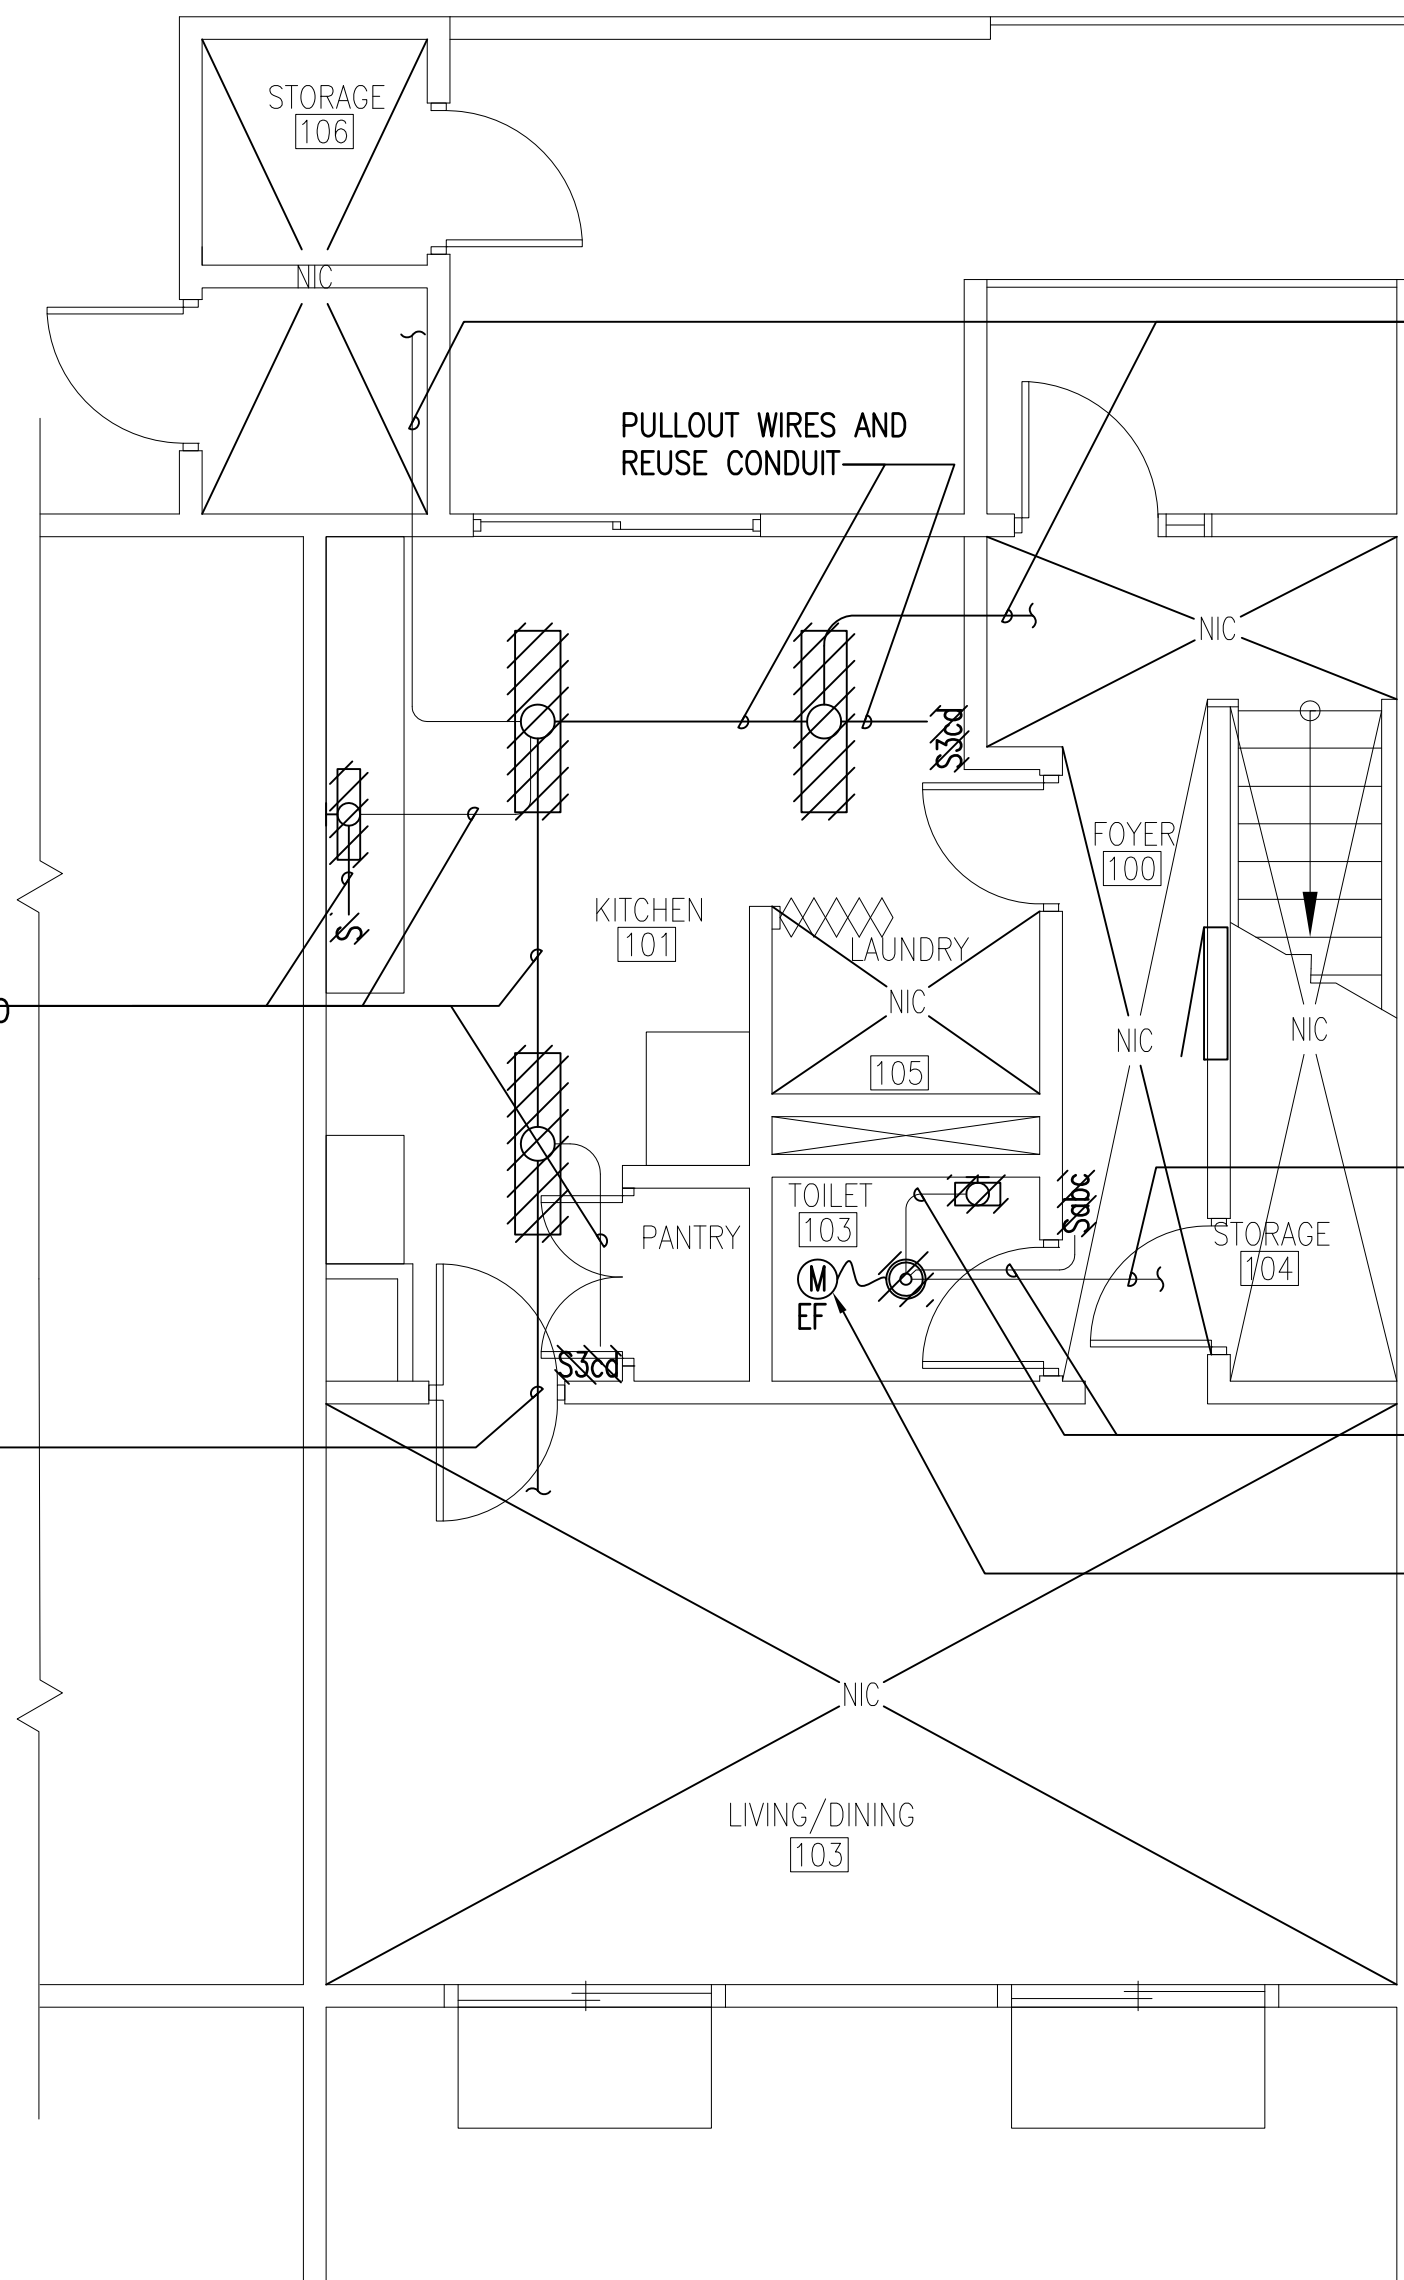 STORAGE
106
NIC
PULLOUT WIRES AND
REUSE CONDUIT
NIC
S3cd
FOYER
100
S
KITCHEN
101
LAUNDRY
NIC
105
NIC
NIC
TOILET
103
Sabc
PANTRY
STORAGE
104
M
EF
S3cd
NIC
LIVING/DINING
103